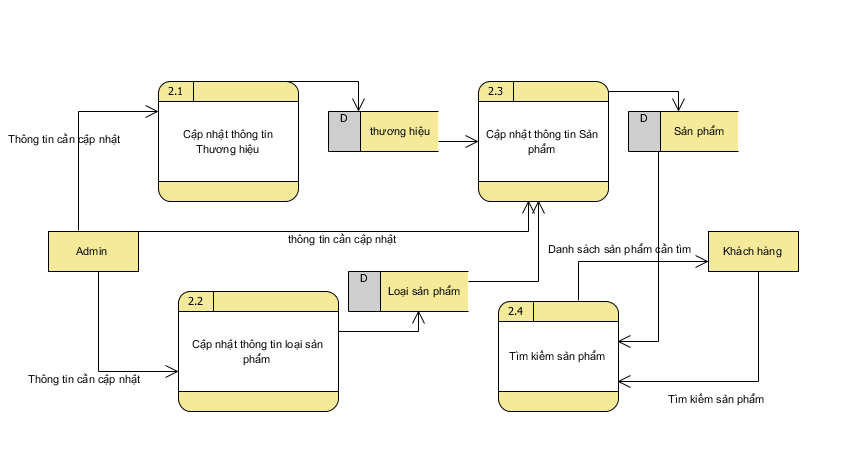 2.1
Cập nhật thông tin
Thương hiệu
D
thương hiệu
2.3
Cập nhật thông tin Sản
phẩm
D
Sản phẩm
Thông tin cần cập nhật
Admin
thông tin cần cập nhật
Danh sách sản phẩm cần tìm
Khách hàng
D
Loại sản phẩm
2.2
Cập nhật thông tin loại sản
phẩm
2.4
Tìm kiếm sản phẩm
Thông tin cần cập nhật
Tìm kiếm sản phẩm